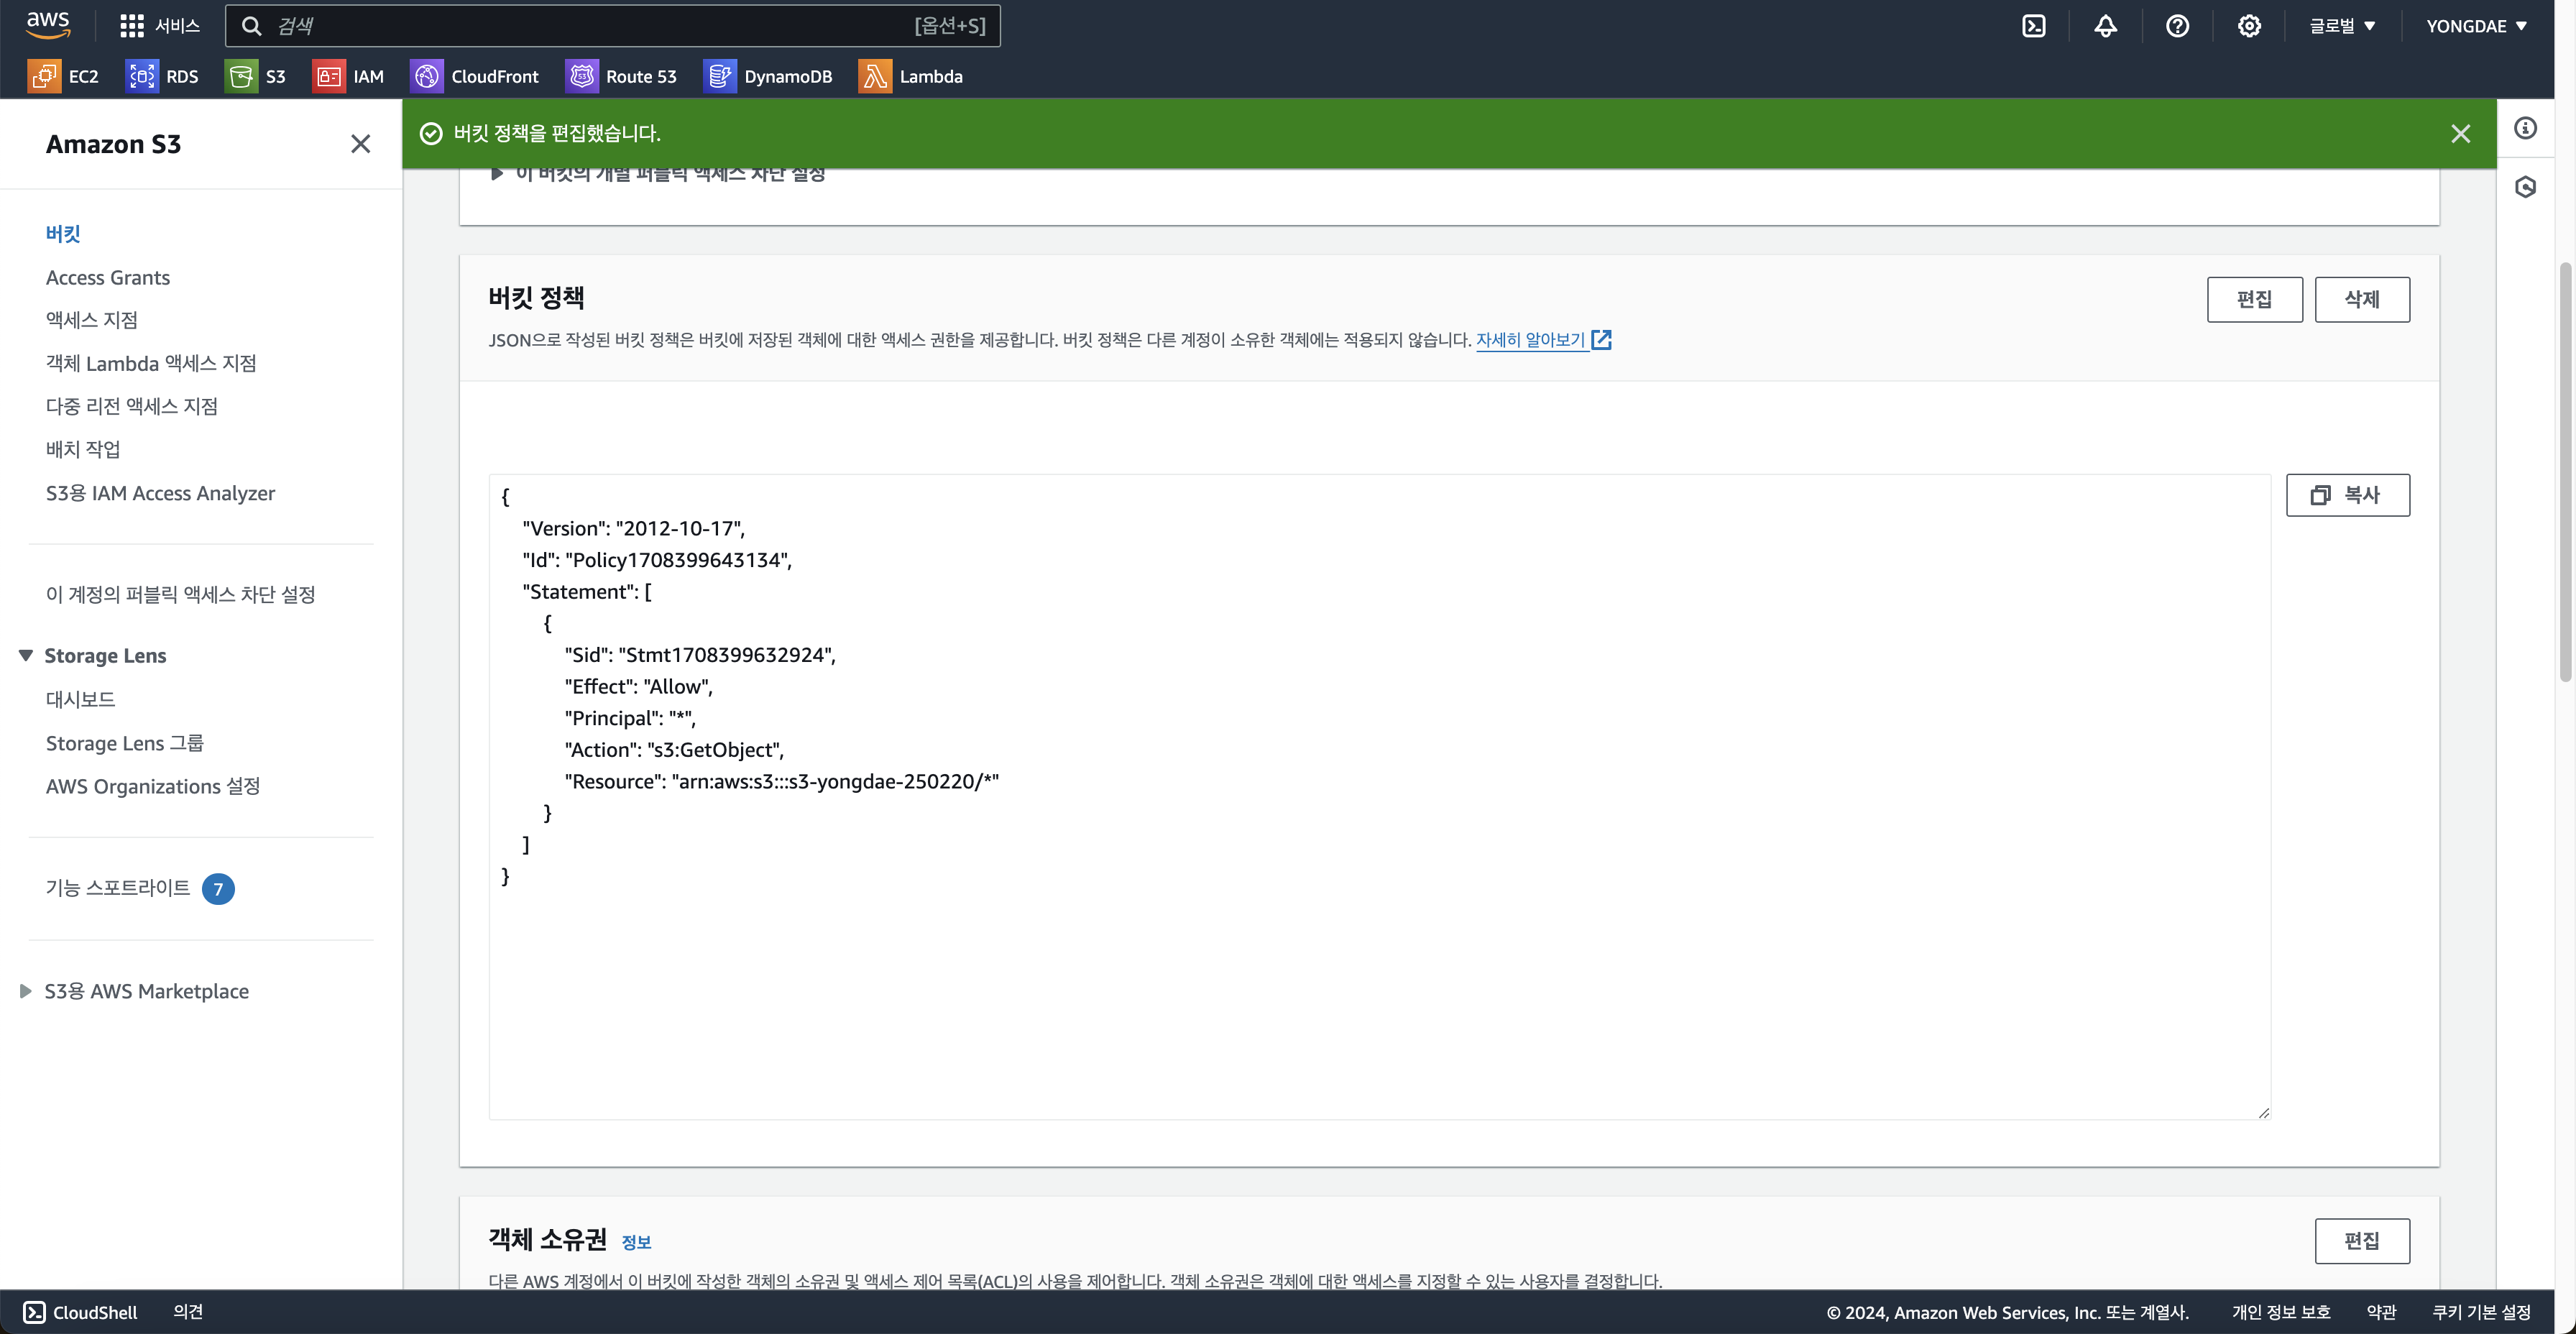 aws
서비스
검색
[옵션+S]
글로벌
YONGDAE
EC2
RDS
S3
IAM
CloudFront
Route 53
DynamoDB
Lambda
Amazon S3
버킷
Access Grants
액세스 지점
객체 Lambda 액세스 지점
다중 리전 액세스 지점
배치 작업
S3용 IAM Access Analyzer
이 계정의 퍼블릭 액세스 차단 설정
Storage Lens
대시보드
Storage Lens 그룹
AWS Organizations 설정
기능 스포트라이트 7
S3용 AWS Marketplace
버킷 정책을 편집했습니다.
이 버킷의 개별 퍼블릭 액세스 차단 설정
버킷 정책
편집
삭제
JSON으로 작성된 버킷 정책은 버킷에 저장된 객체에 대한 액세스 권한을 제공합니다. 버킷 정책은 다른 계정이 소유한 객체에는 적용되지 않습니다. 자세히 알아보기
복사
{
"Version": "2012-10-17",
"Id": "Policy1708399643134",
"Statement": [
{
"Sid": "Stmt1708399632924",
"Effect": "Allow",
"Principal": "*",
"Action": "s3:GetObject",
"Resource": "arn:aws:s3:::s3-yongdae-250220/*"
}
]
}
객체 소유권 정보
편집
다른 AWS 계정에서 이 버킷에 작성한 객체의 소유권 및 액세스 제어 목록(ACL)의 사용을 제어합니다. 객체 소유권은 객체에 대한 액세스를 지정할 수 있는 사용자를 결정합니다.
CloudShell
의견
© 2024, Amazon Web Services, Inc. 또는 계열사.
개인 정보 보호
약관
쿠키 기본 설정